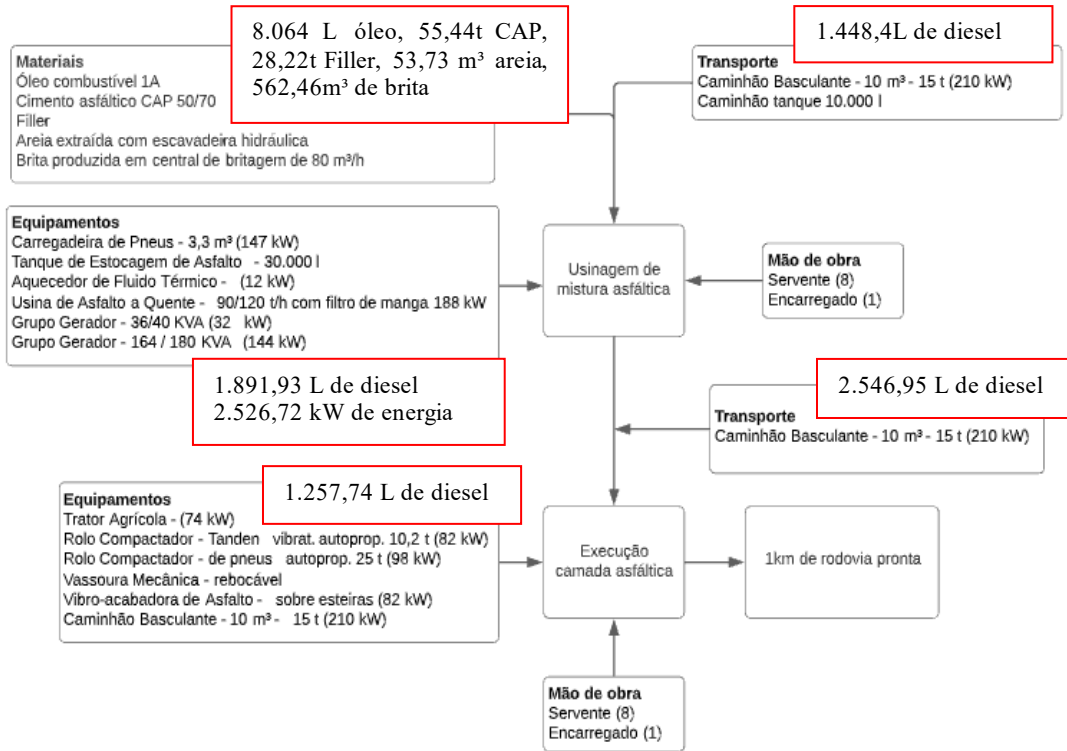 8.064 L óleo, 55,44t CAP,
28,22t Filler, 53,73 m³ areia,
562,46m³ de brita
1.448,4L de diesel
Materiais
Óleo combustível 1A
Cimento asfáltico CAP 50/70
Fíller
Areia extraída com escavadeira hidráulica
Brita produzida em central de britagem de 80 m³/h
Transporte
Caminhão Basculante - 10 m³ - 15 t (210 kW)
Caminhão tanque 10.000 l
Equipamentos
Carregadeira de Pneus - 3,3 m³ (147 kW)
Tanque de Estocagem de Asfalto - 30.000 l
Aquecedor de Fluido Térmico - (12 kW)
Usina de Asfalto a Quente - 90/120 t/h com filtro de manga 188 kW
Grupo Gerador - 36/40 KVA (32 kW)
Grupo Gerador - 164 / 180 KVA (144 kW)
Usinagem de
mistura asfáltica
Mão de obra
Servente (8)
Encarregado (1)
1.891,93 L de diesel
2.526,72 kW de energia
2.546,95 L de diesel
Transporte
Caminhão Basculante - 10 m³ - 15 t (210 kW)
1.257,74 L de diesel
Equipamentos
Trator Agrícola - (74 kW)
Rolo Compactador - Tanden vibrat. autoprop. 10,2 t (82 kW)
Rolo Compactador - de pneus autoprop. 25 t (98 kW)
Vassoura Mecânica - rebocável
Vibro-acabadora de Asfalto - sobre esteiras (82 kW)
Caminhão Basculante - 10 m³ - 15 t (210 kW)
Execução
camada asfáltica
1km de rodovia pronta
Mão de obra
Servente (8)
Encarregado (1)